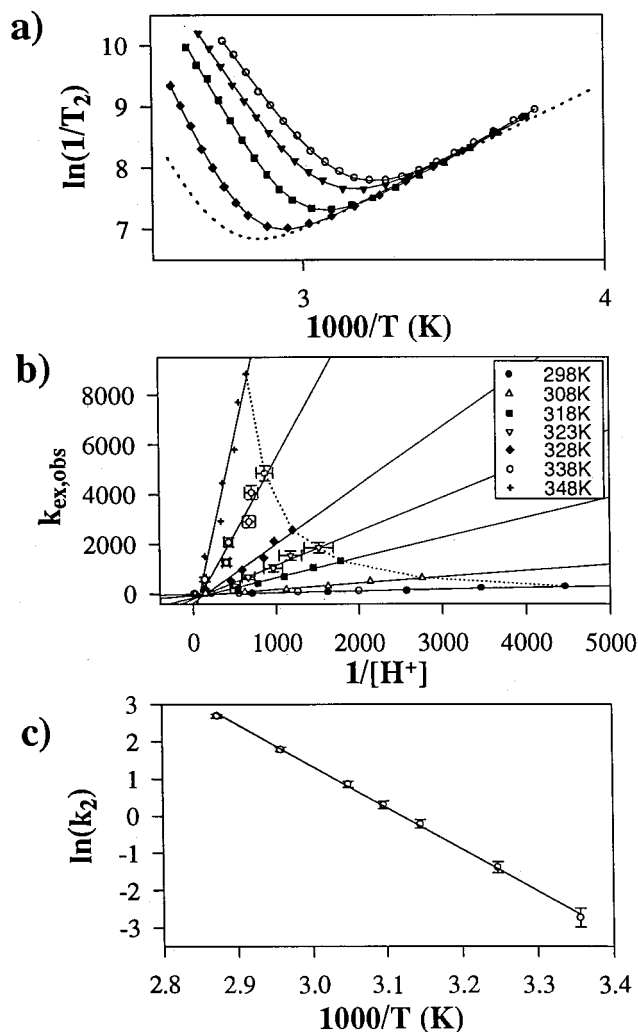 a)
10
9
8
7
ln(1/T2)
3
4
1000/T (K)
b)
8000
6000
4000
2000
0
kex,obs
298K
308K
318K
323K
328K
338K
348K
0
1000
2000
3000
4000
5000
1/[H+]
c)
3
2
1
0
-1
-2
-3
ln(k2)
2.8
2.9
3.0
3.1
3.2
3.3
3.4
1000/T (K)